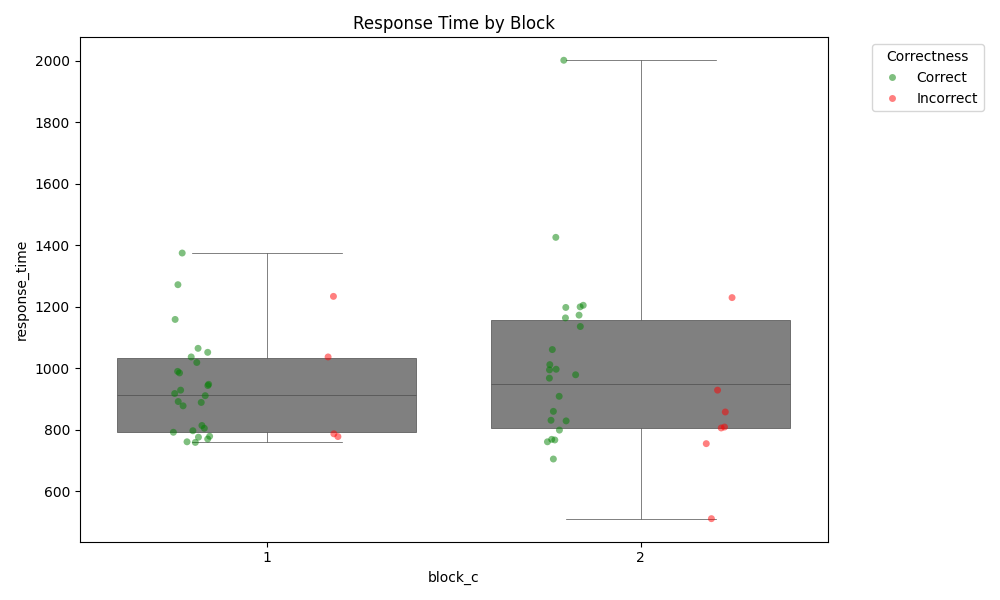 Response Time by Block
Correctness
Correct
Incorrect
response_time
2000
1800
1600
1400
1200
1000
800
600
1
2
block_c